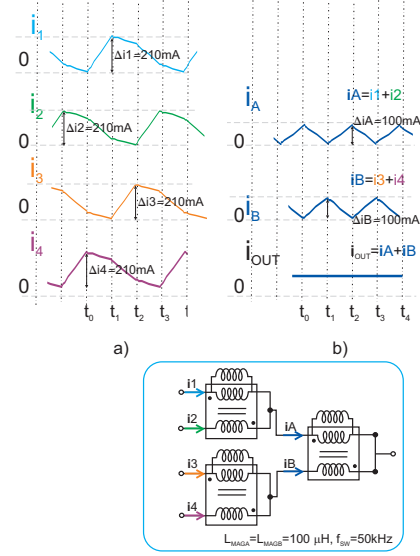 i1
Δi1=210mA
0
i2
Δi2=210mA
0
i3
Δi3=210mA
0
i4
Δi4=210mA
0
t0 t1 t2 t3 t
a)
iA
iA=i1+i2
ΔiA=100mA
0
iB
iB=i3+i4
ΔiB=100mA
0
iOUT
iOUT=iA+iB
0
t0 t1 t2 t3 t4
b)
i1
i2
iA
i3
iB
i4
LMAGA=LMAGB=100 μH, fSW=50kHz